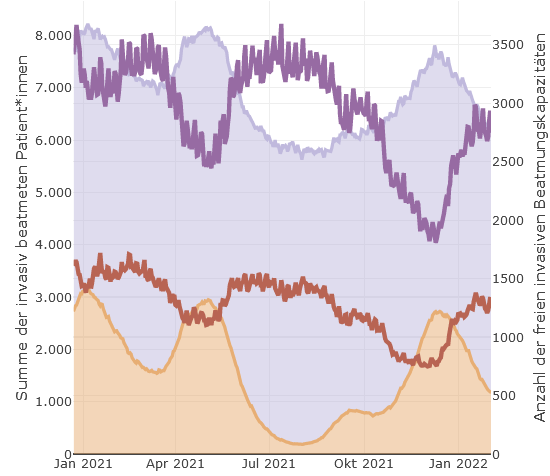 Summe der invasiv beatmeten Patient*innen
8.000
7.000
6.000
5.000
4.000
3.000
2.000
1.000
0
3500
3000
2500
2000
1500
1000
500
0
Anzahl der freien invasiven Beatmungskapazitäten
Jan 2021
Apr 2021
Jul 2021
Okt 2021
Jan 2022